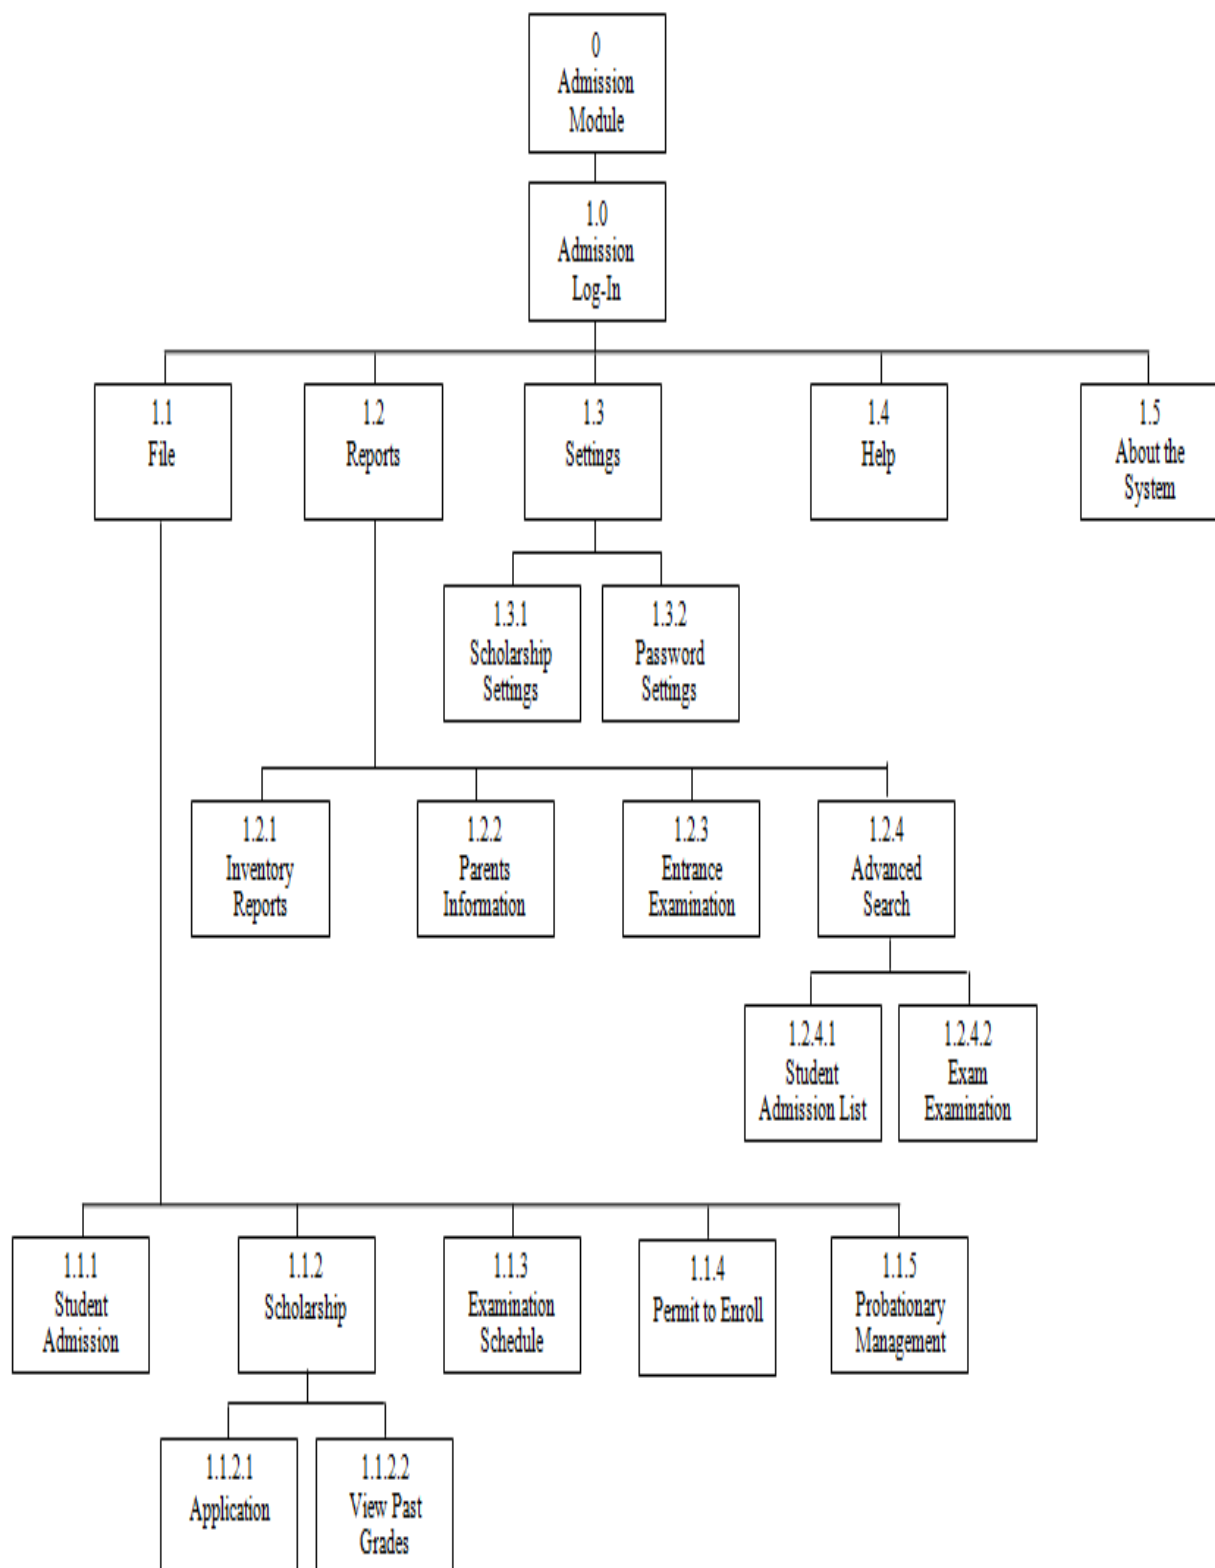 0
Admission
Module
1.0
Admission
Log-In
1.1
File
1.2
Reports
1.3
Settings
1.4
Help
1.5
About the
System
1.3.1
Scholarship
Settings
1.3.2
Password
Settings
1.2.1
Inventory
Reports
1.2.2
Parents
Information
1.2.3
Entrance
Examination
1.2.4
Advanced
Search
1.2.4.1
Student
Admission List
1.2.4.2
Exam
Examination
1.1.1
Student
Admission
1.1.2
Scholarship
1.1.3
Examination
Schedule
1.1.4
Permit to Enroll
1.1.5
Probationary
Management
1.1.2.1
Application
1.1.2.2
View Past
Grades